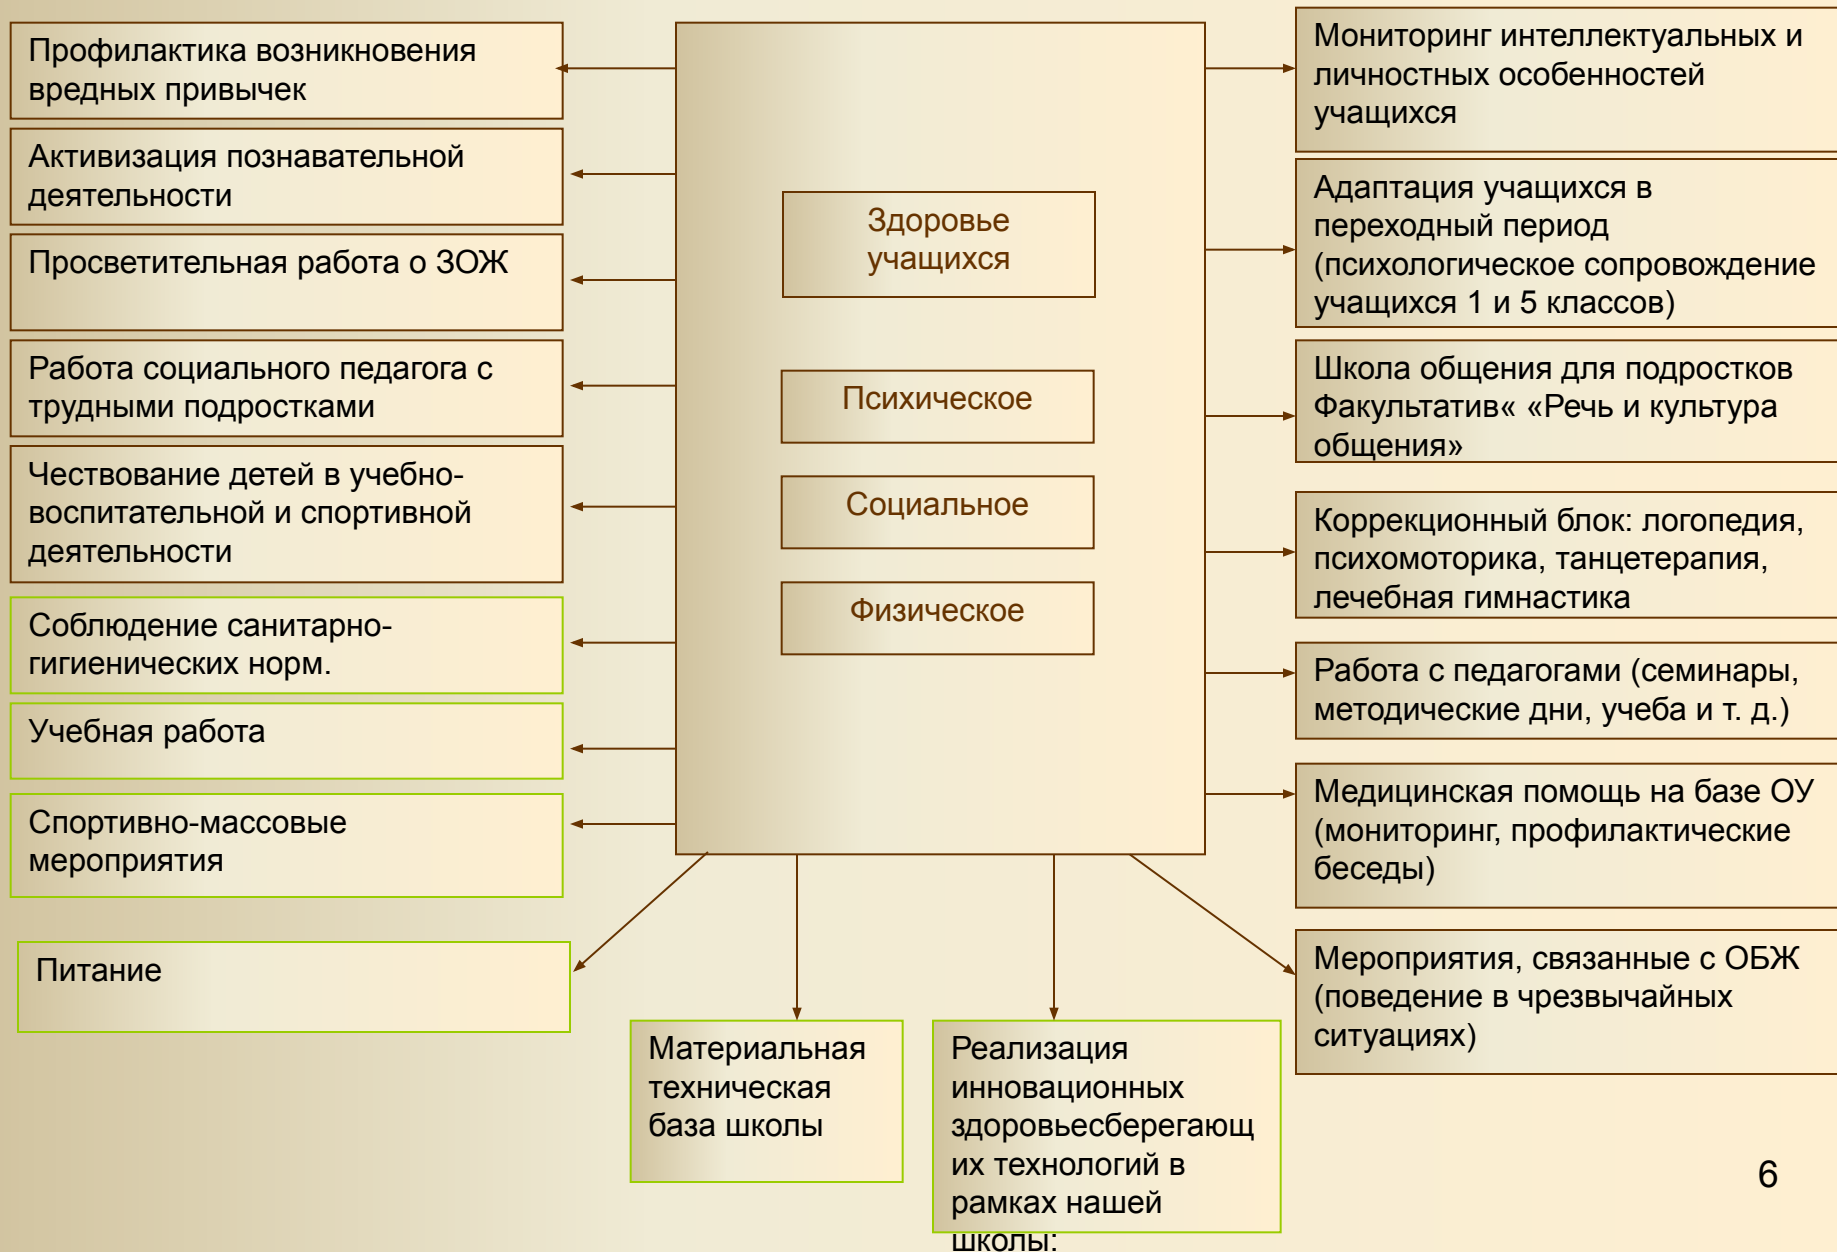 Профилактика возникновения
вредных привычек
Активизация познавательной
деятельности
Просветительная работа о ЗОЖ
Работа социального педагога с
трудными подростками
Чествование детей в учебно-
воспитательной и спортивной
деятельности
Соблюдение санитарно-
гигиенических норм.
Учебная работа
Спортивно-массовые
мероприятия
Питание
Здоровье
учащихся
Психическое
Социальное
Физическое
Материальная
техническая
база школы
Реализация
инновационных
здоровьесберегающ
их технологий в
рамках нашей
школы:
Мониторинг интеллектуальных и
личностных особенностей
учащихся
Адаптация учащихся в
переходный период
(психологическое сопровождение
учащихся 1 и 5 классов)
Школа общения для подростков
Факультатив« «Речь и культура
общения»
Коррекционный блок: логопедия,
психомоторика, танцетерапия,
лечебная гимнастика
Работа с педагогами (семинары,
методические дни, учеба и т. д.)
Медицинская помощь на базе ОУ
(мониторинг, профилактические
беседы)
Мероприятия, связанные с ОБЖ
(поведение в чрезвычайных
ситуациях)
6